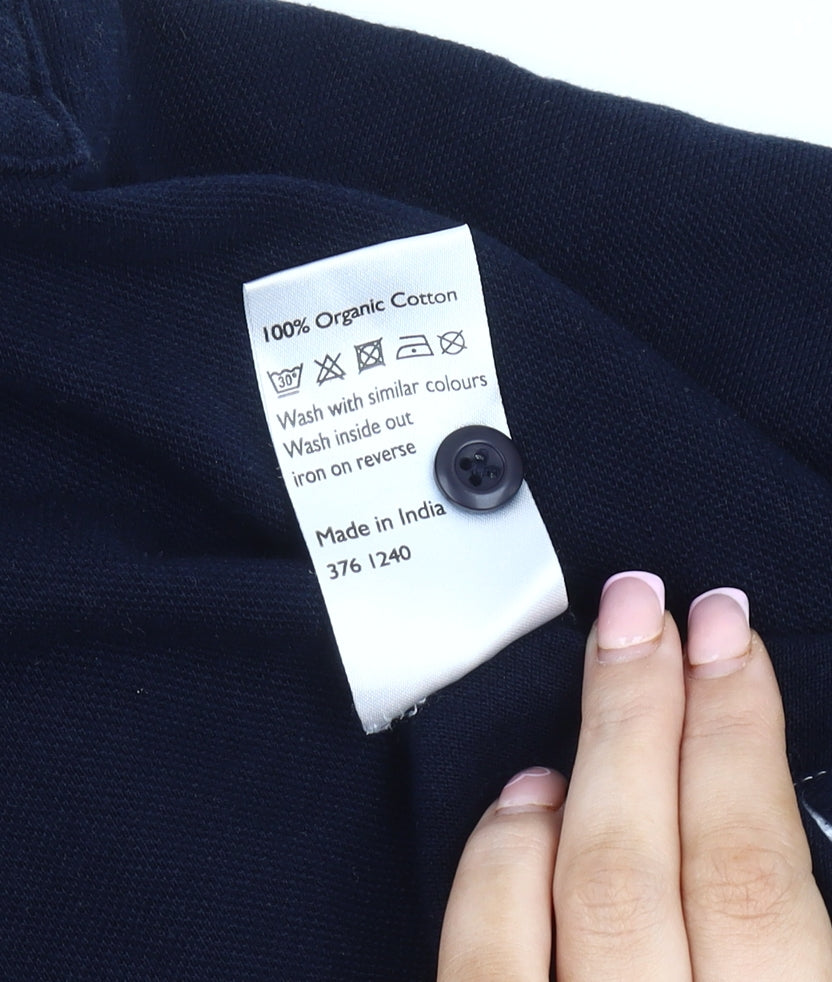 100% Organic Cotton
30°
Wash with similar colours
Wash inside out
iron on reverse
Made in India
376 1240